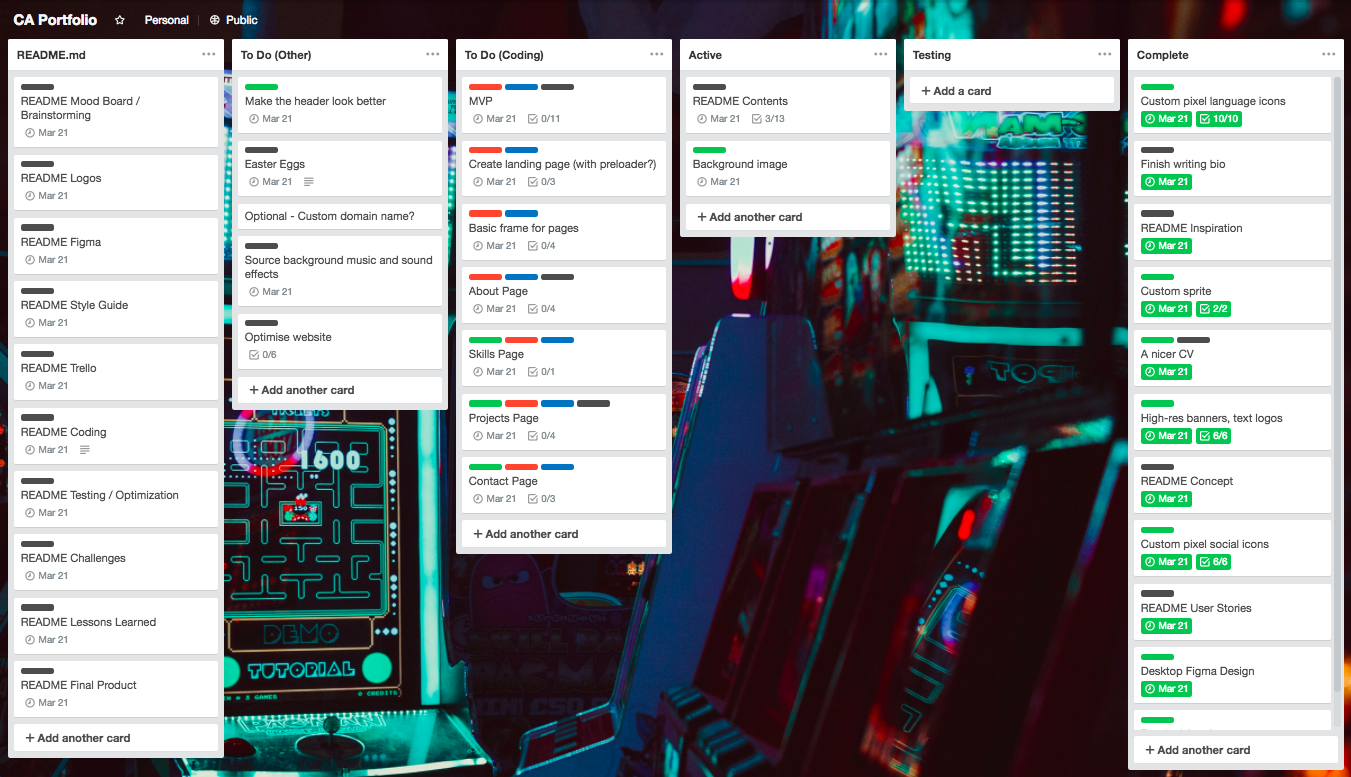 CA Portfolio Personal Public
README.md
README Mood Board /
Brainstorming
Mar 21
README Logos
Mar 21
README Figma
Mar 21
README Style Guide
Mar 21
README Trello
Mar 21
README Coding
Mar 21
README Testing / Optimization
Mar 21
README Challenges
Mar 21
README Lessons Learned
Mar 21
README Final Product
Mar 21
+ Add another card
To Do (Other)
Make the header look better
Mar 21
Easter Eggs
Mar 21
Optional - Custom domain name?
Source background music and sound
effects
Mar 21
Optimise website
0/6
+ Add another card
To Do (Coding)
MVP
Mar 21 0/11
Create landing page (with preloader?)
Mar 21 0/3
Basic frame for pages
Mar 21 0/4
About Page
Mar 21 0/4
Skills Page
Mar 21 0/1
Projects Page
Mar 21 0/4
Contact Page
Mar 21 0/3
+ Add another card
Active
README Contents
Mar 21 3/13
Background image
Mar 21
+ Add another card
Testing
+ Add a card
Complete
Custom pixel language icons
Mar 21 10/10
Finish writing bio
Mar 21
README Inspiration
Mar 21
Custom sprite
Mar 21 2/2
A nicer CV
Mar 21
High-res banners, text logos
Mar 21 6/6
README Concept
Mar 21
Custom pixel social icons
Mar 21 6/6
README User Stories
Mar 21
Desktop Figma Design
Mar 21
+ Add another card
TICKETS
1600
150
DEMO
TUTORIAL
CREDITS